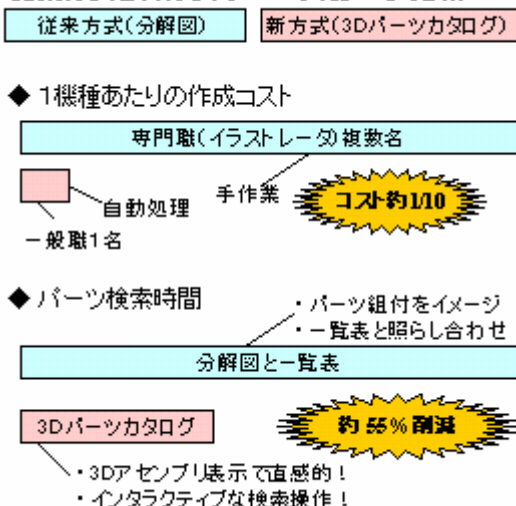 従来方式(分解図)
新方式(3Dパーツカタログ)
◆ 1機種あたりの作成コスト
専門職(イラストレータ)複数名
手作業
自動処理
コスト約1/10
一般職1名
◆ パーツ検索時間
・パーツ組付をイメージ
・一覧表と照らし合わせ
分解図と一覧表
3Dパーツカタログ
約55%削減
・3Dアセンブリ表示で直感的!
・インタラクティブな検索操作!